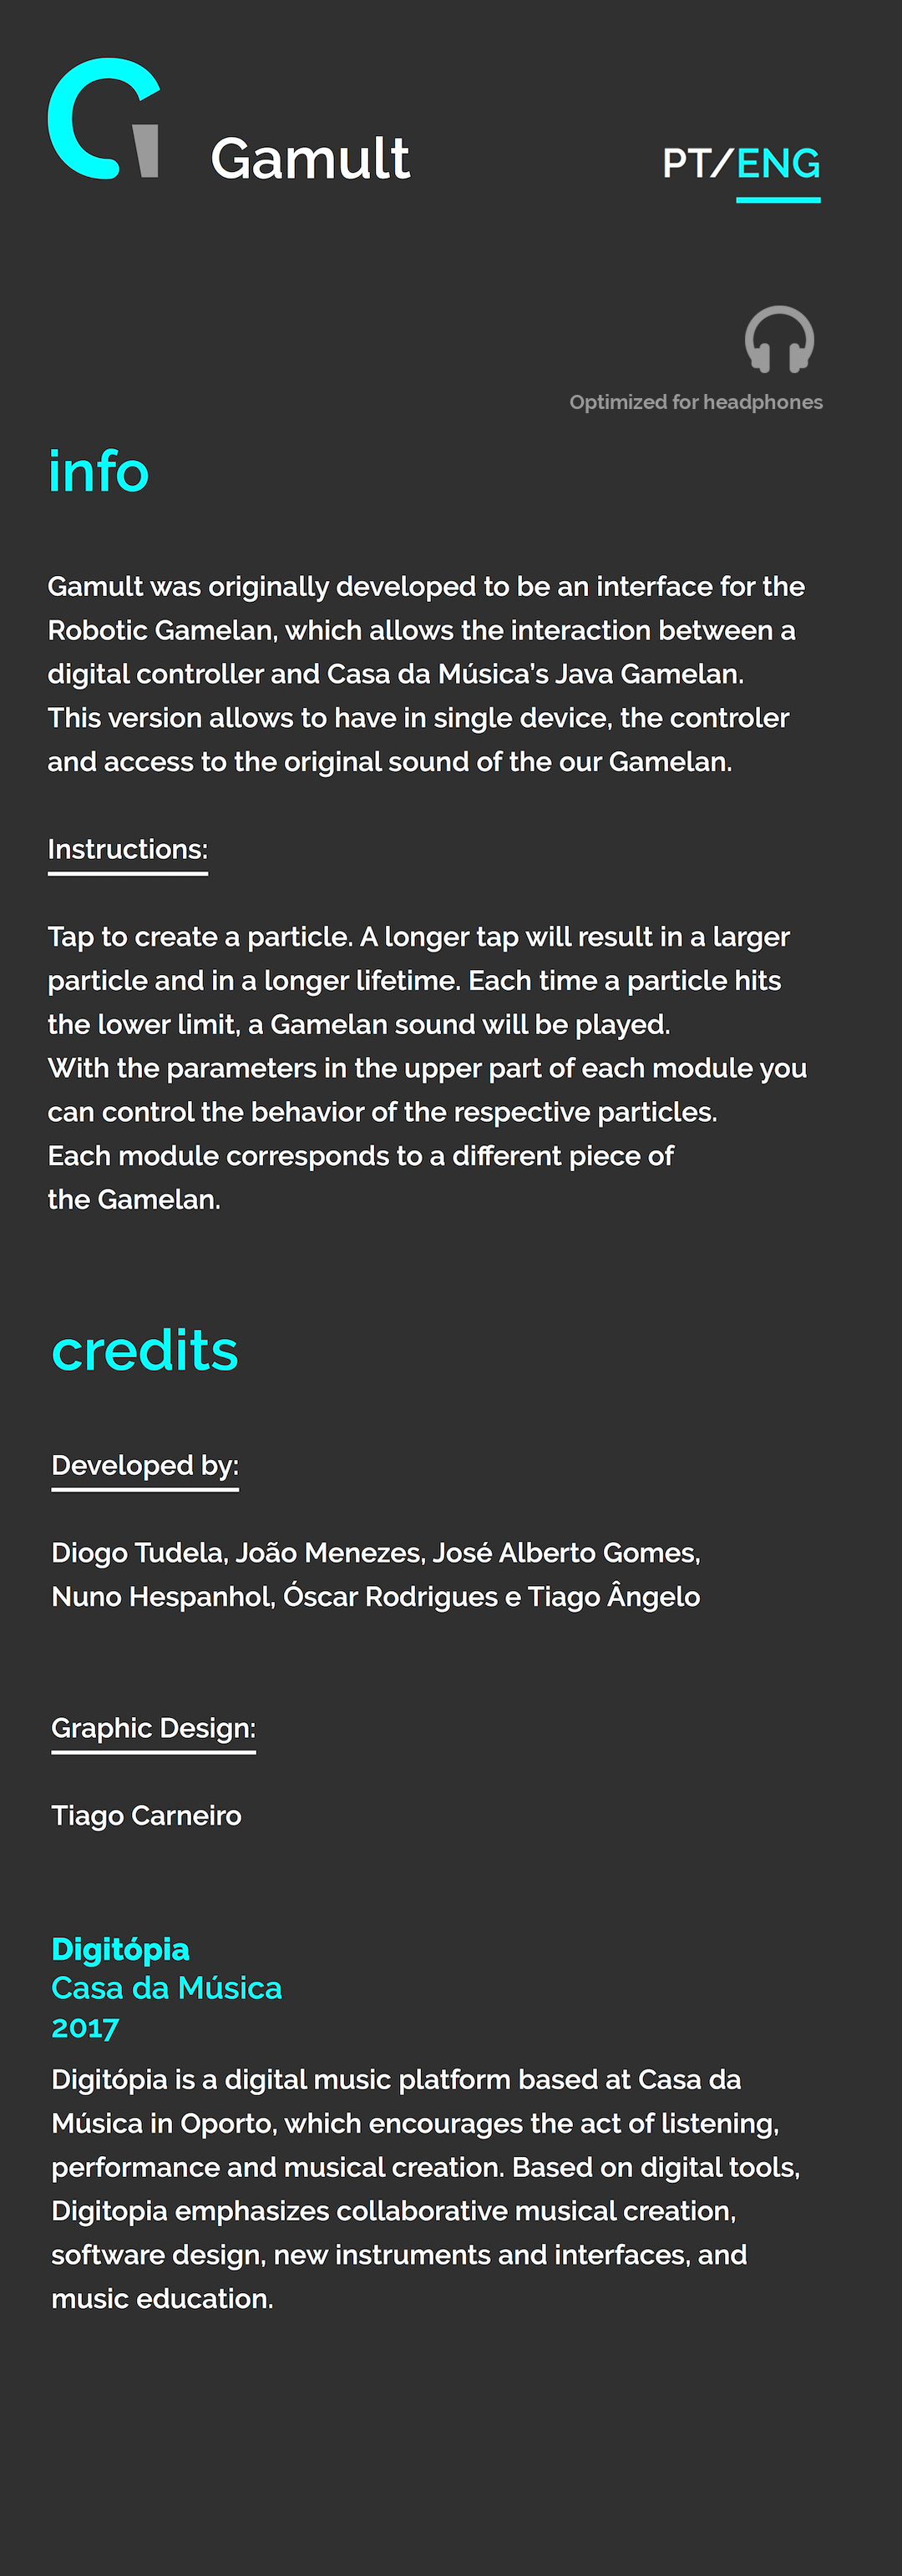 Gamult
PT/ENG
Optimized for headphones
info
Gamult was originally developed to be an interface for the
Robotic Gamelan, which allows the interaction between a
digital controller and Casa da Música’s Java Gamelan.
This version allows to have in single device, the controler
and access to the original sound of the our Gamelan.
Instructions:
Tap to create a particle. A longer tap will result in a larger
particle and in a longer lifetime. Each time a particle hits
the lower limit, a Gamelan sound will be played.
With the parameters in the upper part of each module you
can control the behavior of the respective particles.
Each module corresponds to a different piece of
the Gamelan.
credits
Developed by:
Diogo Tudela, João Menezes, José Alberto Gomes,
Nuno Hespanhol, Óscar Rodrigues e Tiago Ângelo
Graphic Design:
Tiago Carneiro
Digitópia
Casa da Música
2017
Digitópia is a digital music platform based at Casa da
Música in Oporto, which encourages the act of listening,
performance and musical creation. Based on digital tools,
Digitopia emphasizes collaborative musical creation,
software design, new instruments and interfaces, and
music education.